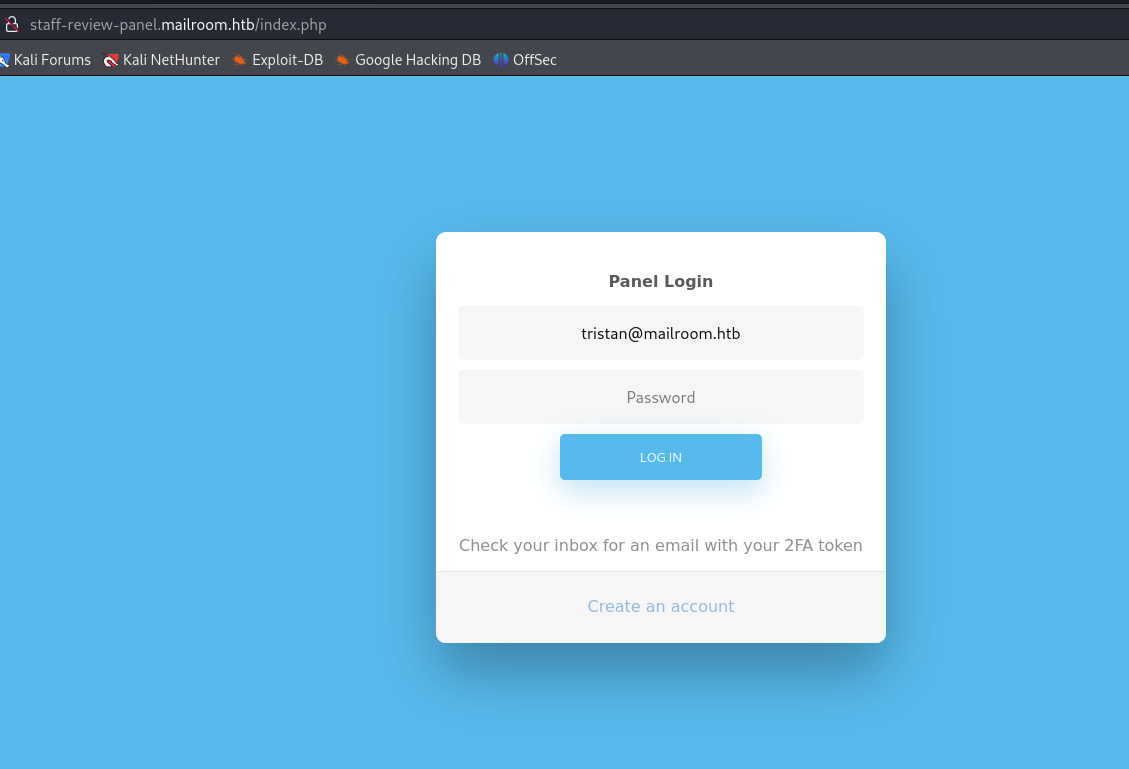 staff-review-panel.mailroom.htb/index.php
Kali Forums Kali NetHunter Exploit-DB Google Hacking DB OffSec
Panel Login
tristan@mailroom.htb
Password
LOG IN
Check your inbox for an email with your 2FA token
Create an account